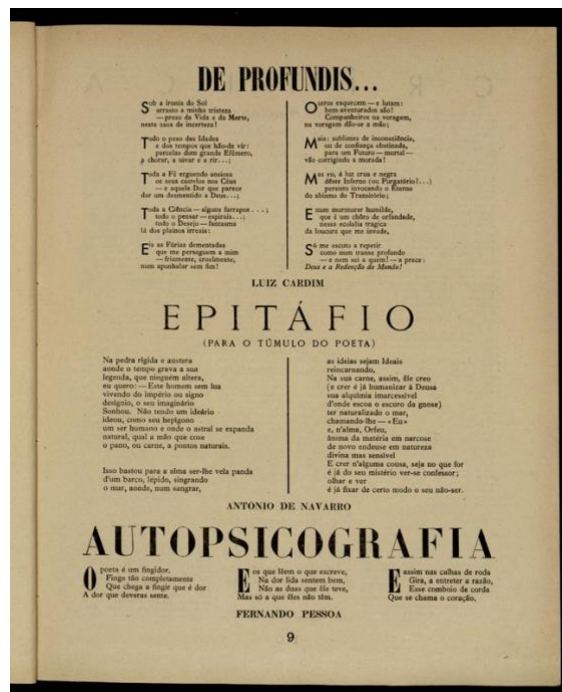 DE PROFUNDIS...
Sob a ironia do Sol
arrasto a minha tristeza
— preso da Vida e da Morte,
neste caos de incerteza!
Todo o peso das Idades
e dos tempos que hão-de vir:
parcelas dum grande Efémero,
a chorar, a uivar e a rir...;
Toda a Fé erguendo ansiosa
os seus castelos nos Céus
— e aquela Dor que parece
dar um desmentido a Deus...;
Toda a Ciência — alguns farrapos...;
todo o pensar — espirais...;
todo o Desejo — fantasma
lá dos plainos irreais:
Eis as Fúrias dementadas
que me perseguem a mim
— friamente, cruelmente,
num apunhalar sem fim!
Outros esquecem — e lutam:
bem-aventurados são!
Companheiros na voragem,
na voragem dão-se a mão;
Mais: sublimes de inconsciência,
ou de confiança obstinada,
para um Futuro — mortal —
vão corrigindo a morada!
Mas eu, à luz crua e negra
dêste Inferno (ou Purgatório!...)
persisto invocando o Eterno
do abismo do Transitório;
E num murmurar humilde,
que é um chôro de orfandade,
nessa ecolalia trágica
da loucura que me invade,
Só me escuto a repetir
como num transe profundo
— e nem sei a quem! — a prece:
Deus e a Redenção do Mundo!
LUIZ CARDIM
EPITÁFIO
(PARA O TÚMULO DO POETA)
Na pedra rígida e austera
aonde o tempo grava a sua
legenda, que ninguém altera,
eu quero: — Este homem sem lua
vivendo do império ou signo
desígnio, o seu imaginário
Sonhou. Não tendo um ideário
ideou, como seu
um ser humano e onde o astral se expanda
natural, qual a mão que cose
o pano, ou carne, a pontos naturais.
Isso bastou para a alma ser-lhe vela panda
d'um barco, lépido, singrando
o mar, aonde, num sangrar,
as ideias sejam Ideais
reincarnando,
Na sua carne, assim, êle creo
(e crer é já humanizar à Deusa
sua alquimia imarcessível
d'onde escoa o escuro da gnose)
ter naturalizado o mar,
chamando-lhe — «Eu»
e, n'alma, Orfeu,
ânsma da matéria em narcose
de novo endeuse em natureza
divina mas sensível
E crer n'alguma cousa, seja no que for
é já do seu mistério ver-se confessor;
olhar e ver
é já fixar de certo modo o seu não-ser.
ANTONIO DE NAVARRO
AUTOPSICOGRAFIA
O poeta é um fingidor.
Finge tão completamente
Que chega a fingir que é dor
A dor que deveras sente.
E os que lêem o que escreve,
Na dor lida sentem bem,
Não as duas que êle teve,
Mas só a que êles não têm.
E assim nas calhas de roda
Gira, a entreter a razão,
Esse comboio de corda
Que se chama o coração.
FERNANDO PESSOA
9